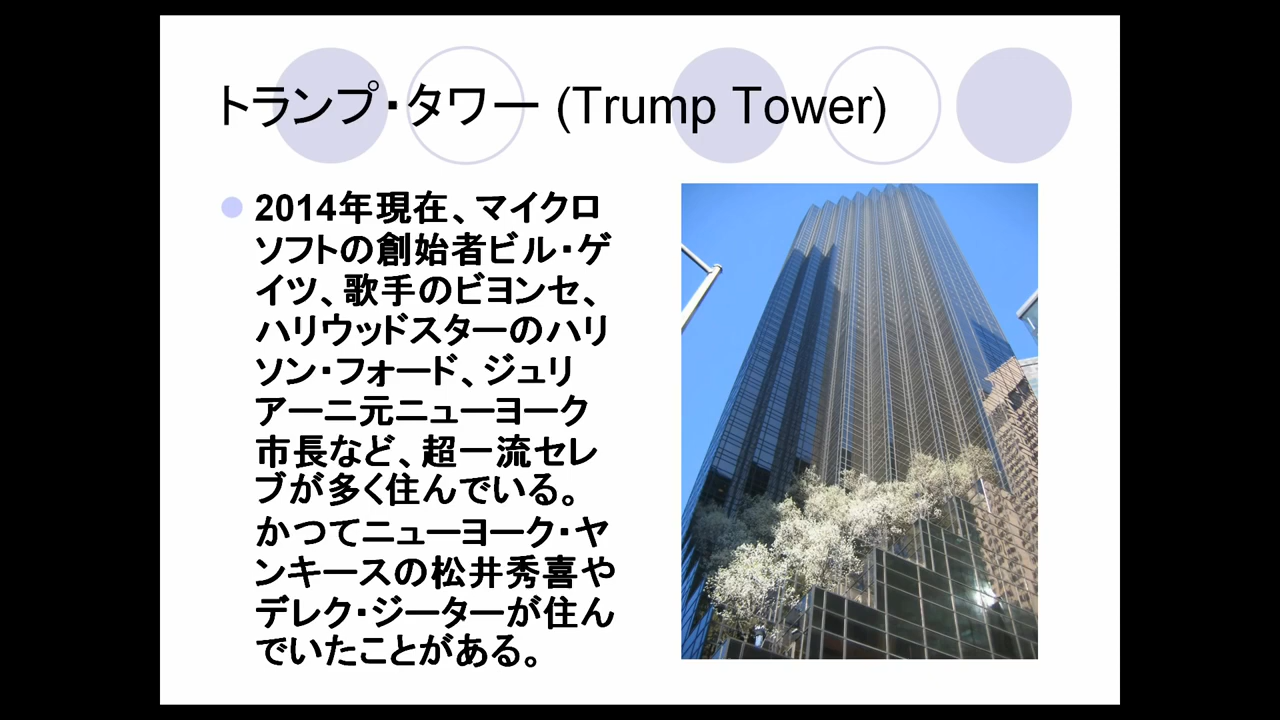 トランプ・タワー (Trump Tower)
2014年現在、マイクロ
ソフトの創始者ビル・ゲ
イツ、歌手のビヨンセ、
ハリウッドスターのハリ
ソン・フォード、ジュリ
アーニ元ニューヨーク
市長など、超一流セレ
ブが多く住んでいる。
かつてニューヨーク・ヤ
ンキースの松井秀喜や
デレク・ジーターが住ん
でいたことがある。